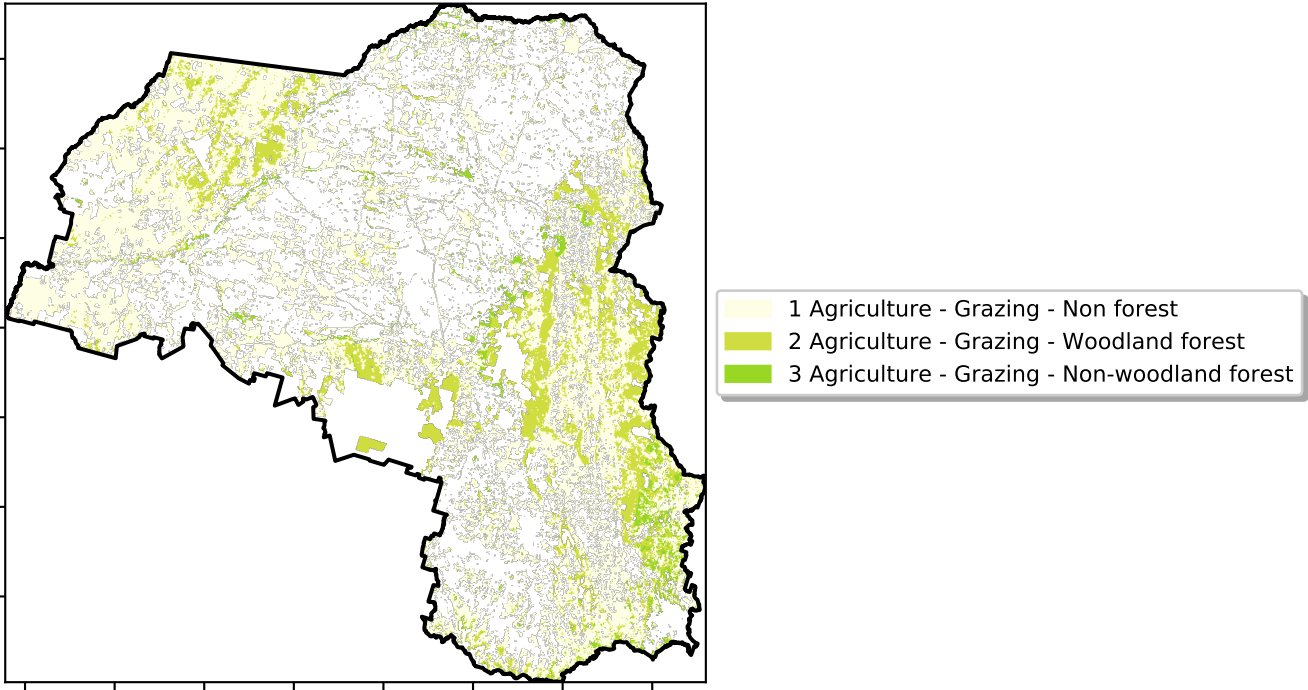 1 Agriculture - Grazing - Non forest
2 Agriculture - Grazing - Woodland forest
3 Agriculture - Grazing - Non-woodland forest